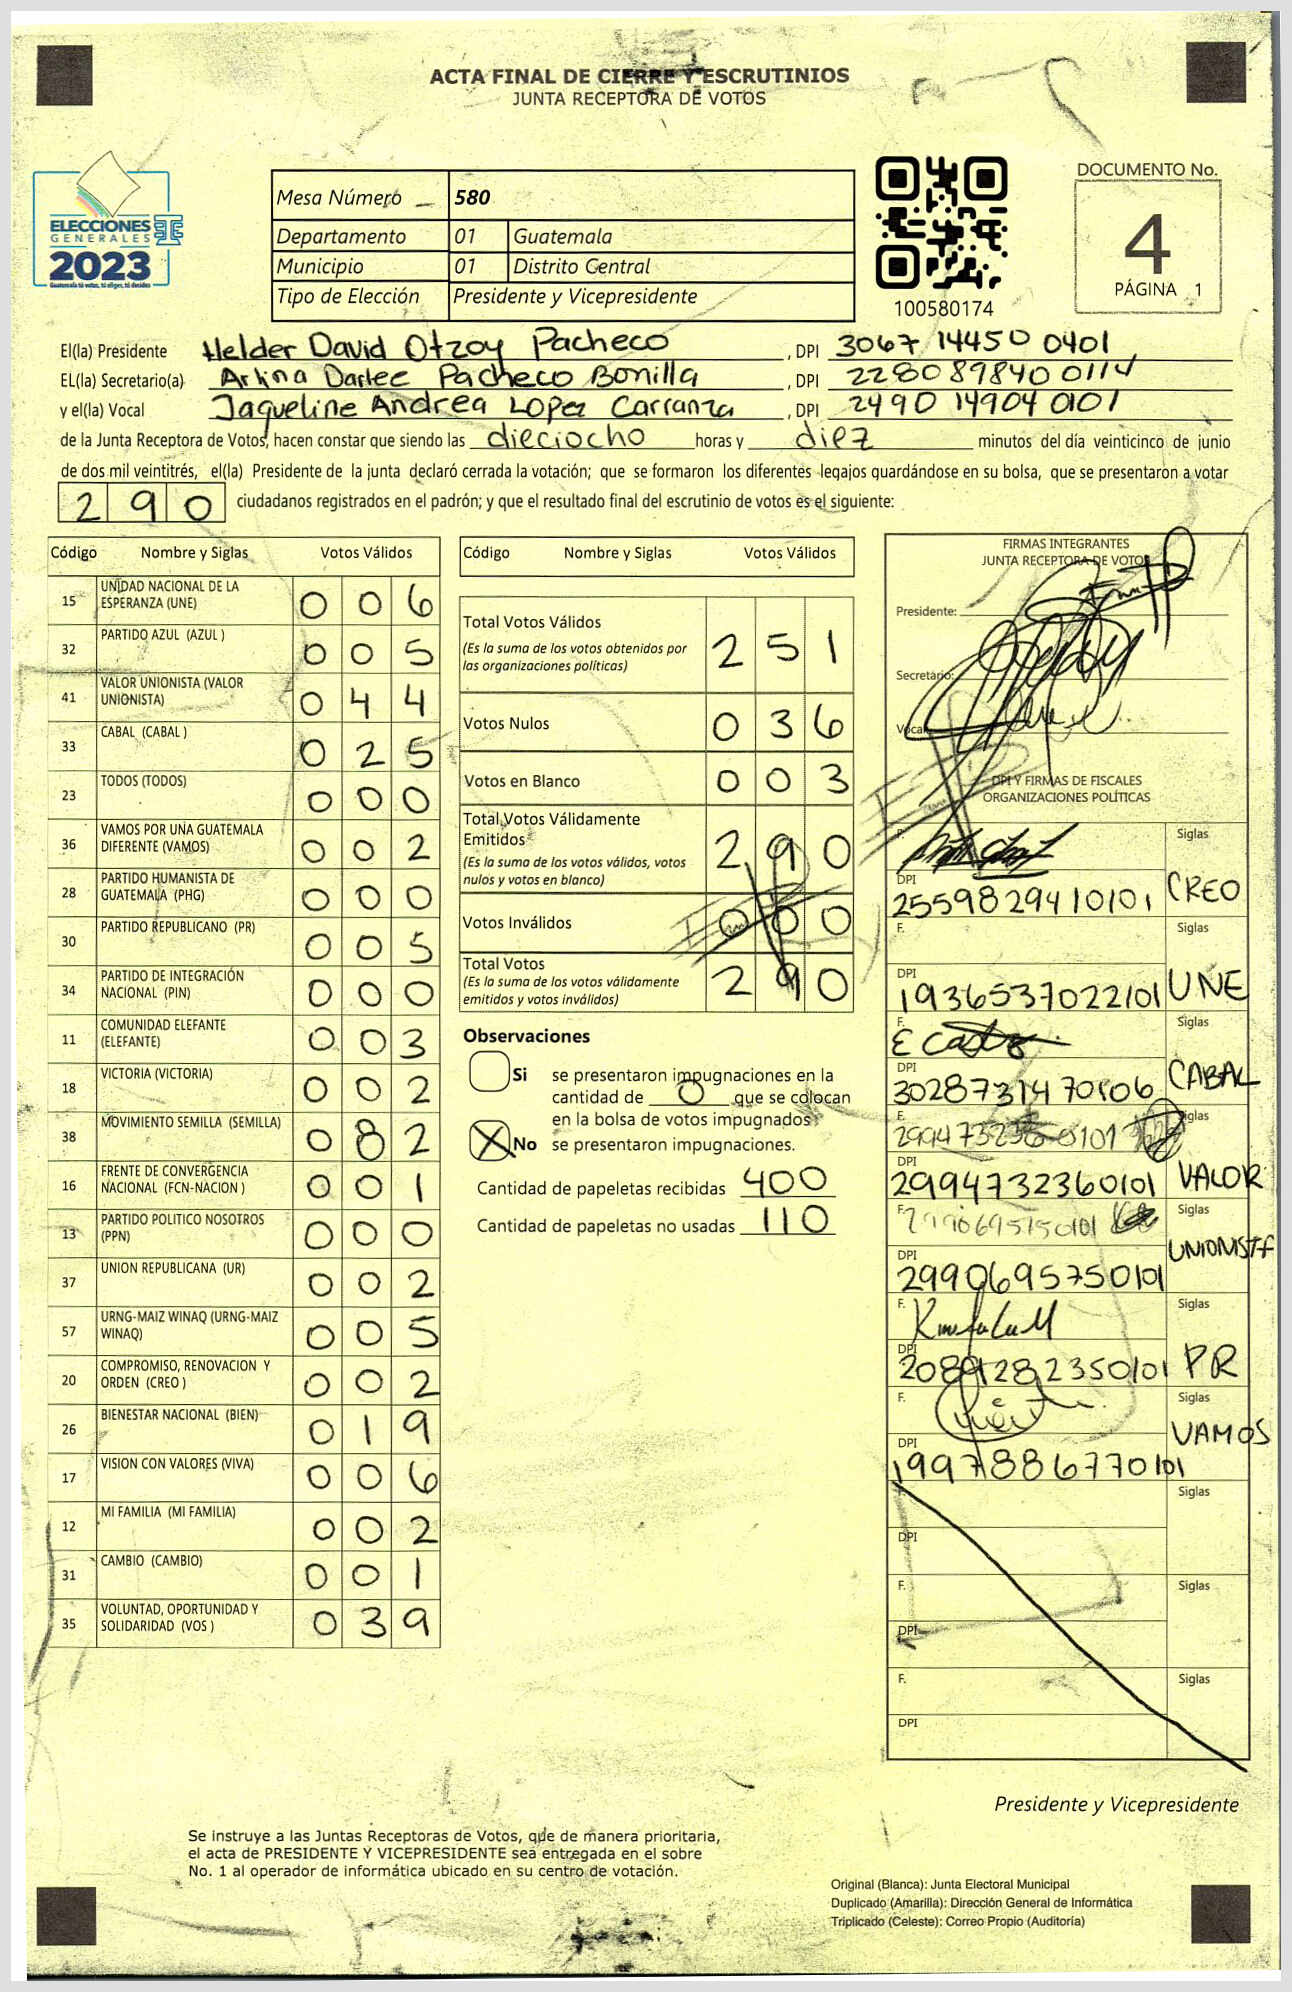 ACTA FINAL DE CIERRE Y ESCRUTINIOS
JUNTA RECEPTORA DE VOTOS
ELECCIONES
GENERALES
2023
Guatemala tú votas, tú eliges, tú decides
Mesa Número 580
Departamento 01 Guatemala
Municipio 01 Distrito Central
Tipo de Elección Presidente y Vicepresidente
100580174
DOCUMENTO No.
4
PÁGINA 1
El(la) Presidente Helder David Otzoy Pacheco , DPI 3067 14450 0401
EL(la) Secretario(a) Darlee Pacheco Bonilla , DPI 228089840 0114
y el(la) Vocal Jaqueline Andrea Lopez Carranza , DPI 2490 14904 0101
de la Junta Receptora de Votos, hacen constar que siendo las dieciocho horas y diez minutos del día veinticinco de junio
de dos mil veintitrés, el(la) Presidente de la junta declaró cerrada la votación; que se formaron los diferentes legajos quardándose en su bolsa, que se presentaron a votar
290 ciudadanos registrados en el padrón; y que el resultado final del escrutinio de votos es el siguiente:
Código Nombre y Siglas Votos Válidos
15 UNIDAD NACIONAL DE LA ESPERANZA (UNE) 0 0 6
32 PARTIDO AZUL (AZUL ) 0 0 5
41 VALOR UNIONISTA (VALOR UNIONISTA) 0 4 4
33 CABAL (CABAL ) 0 2 5
23 TODOS (TODOS) 0 0 0
36 VAMOS POR UNA GUATEMALA DIFERENTE (VAMOS) 0 0 2
28 PARTIDO HUMANISTA DE GUATEMALA (PHG) 0 0 0
30 PARTIDO REPUBLICANO (PR) 0 0 5
34 PARTIDO DE INTEGRACIÓN NACIONAL (PIN) 0 0 0
11 COMUNIDAD ELEFANTE (ELEFANTE) 0 0 3
18 VICTORIA (VICTORIA) 0 0 2
38 MOVIMIENTO SEMILLA (SEMILLA) 0 8 2
16 FRENTE DE CONVERGENCIA NACIONAL (FCN-NACION ) 0 0 1
13 PARTIDO POLITICO NOSOTROS (PPN) 0 0 0
37 UNION REPUBLICANA (UR) 0 0 2
57 URNG-MAIZ WINAQ (URNG-MAIZ WINAQ) 0 0 5
20 COMPROMISO, RENOVACION Y ORDEN (CREO ) 0 0 2
26 BIENESTAR NACIONAL (BIEN) 0 1 9
17 VISION CON VALORES (VIVA) 0 0 6
12 MI FAMILIA (MI FAMILIA) 0 0 2
31 CAMBIO (CAMBIO) 0 0 1
35 VOLUNTAD, OPORTUNIDAD Y SOLIDARIDAD (VOS ) 0 3 9
Código Nombre y Siglas Votos Válidos
Total Votos Válidos 2 5 1
(Es la suma de los votos obtenidos por
las organizaciones políticas)
Votos Nulos 0 3 6
Votos en Blanco 0 0 3
Total Votos Válidamente
Emitidos 2 9 0
(Es la suma de los votos válidos, votos
nulos y votos en blanco)
Votos Inválidos 0 0 0
Total Votos 2 9 0
(Es la suma de los votos válidamente
emitidos y votos inválidos)
Observaciones
Si se presentaron impugnaciones en la
cantidad de 0 que se colocan
en la bolsa de votos impugnados
X No se presentaron impugnaciones.
Cantidad de papeletas recibidas 400
Cantidad de papeletas no usadas 110
FIRMAS INTEGRANTES
JUNTA RECEPTORA DE VOTOS
Presidente:
Secretario:
Vocal
DPI Y FIRMAS DE FISCALES
ORGANIZACIONES POLÍTICAS
F. Siglas
DPI
2559829410101 CREO
F. Siglas
DPI
1936537022101 UNE
F. Siglas
E Castro
DPI
3028731470106 CABAL
F. Siglas
DPI
2994732360101 VALOR
F. 2990695750101 Siglas
DPI UNIONISTA
2990695750101
F. Siglas
DPI
2089282350101 PR
F. Siglas
DPI VAMOS
1997886770101
F. Siglas
DPI
F. Siglas
DPI
F. Siglas
DPI
Presidente y Vicepresidente
Se instruye a las Juntas Receptoras de Votos, que de manera prioritaria,
el acta de PRESIDENTE Y VICEPRESIDENTE sea entregada en el sobre
No. 1 al operador de informática ubicado en su centro de votación.
Original (Blanca): Junta Electoral Municipal
Duplicado (Amarilla): Dirección General de Informática
Triplicado (Celeste): Correo Propio (Auditoría)